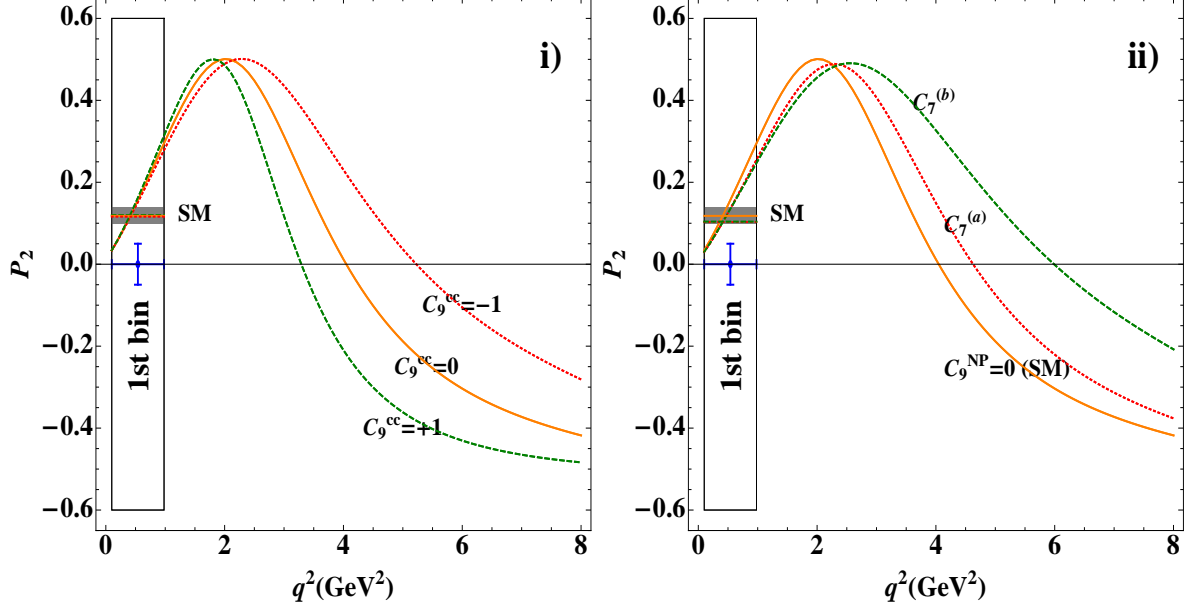 i)
0.6
0.4
0.2
0.0
−0.2
−0.4
−0.6
P₂
SM
1st bin
C₉ᶜᶜ=−1
C₉ᶜᶜ=0
C₉ᶜᶜ=+1
0 2 4 6 8
q²(GeV²)
ii)
0.6
0.4
0.2
0.0
−0.2
−0.4
−0.6
P₂
C₇⁽ᵇ⁾
SM
C₇⁽ᵃ⁾
1st bin
C₉ᴺᴾ=0 (SM)
0 2 4 6 8
q²(GeV²)